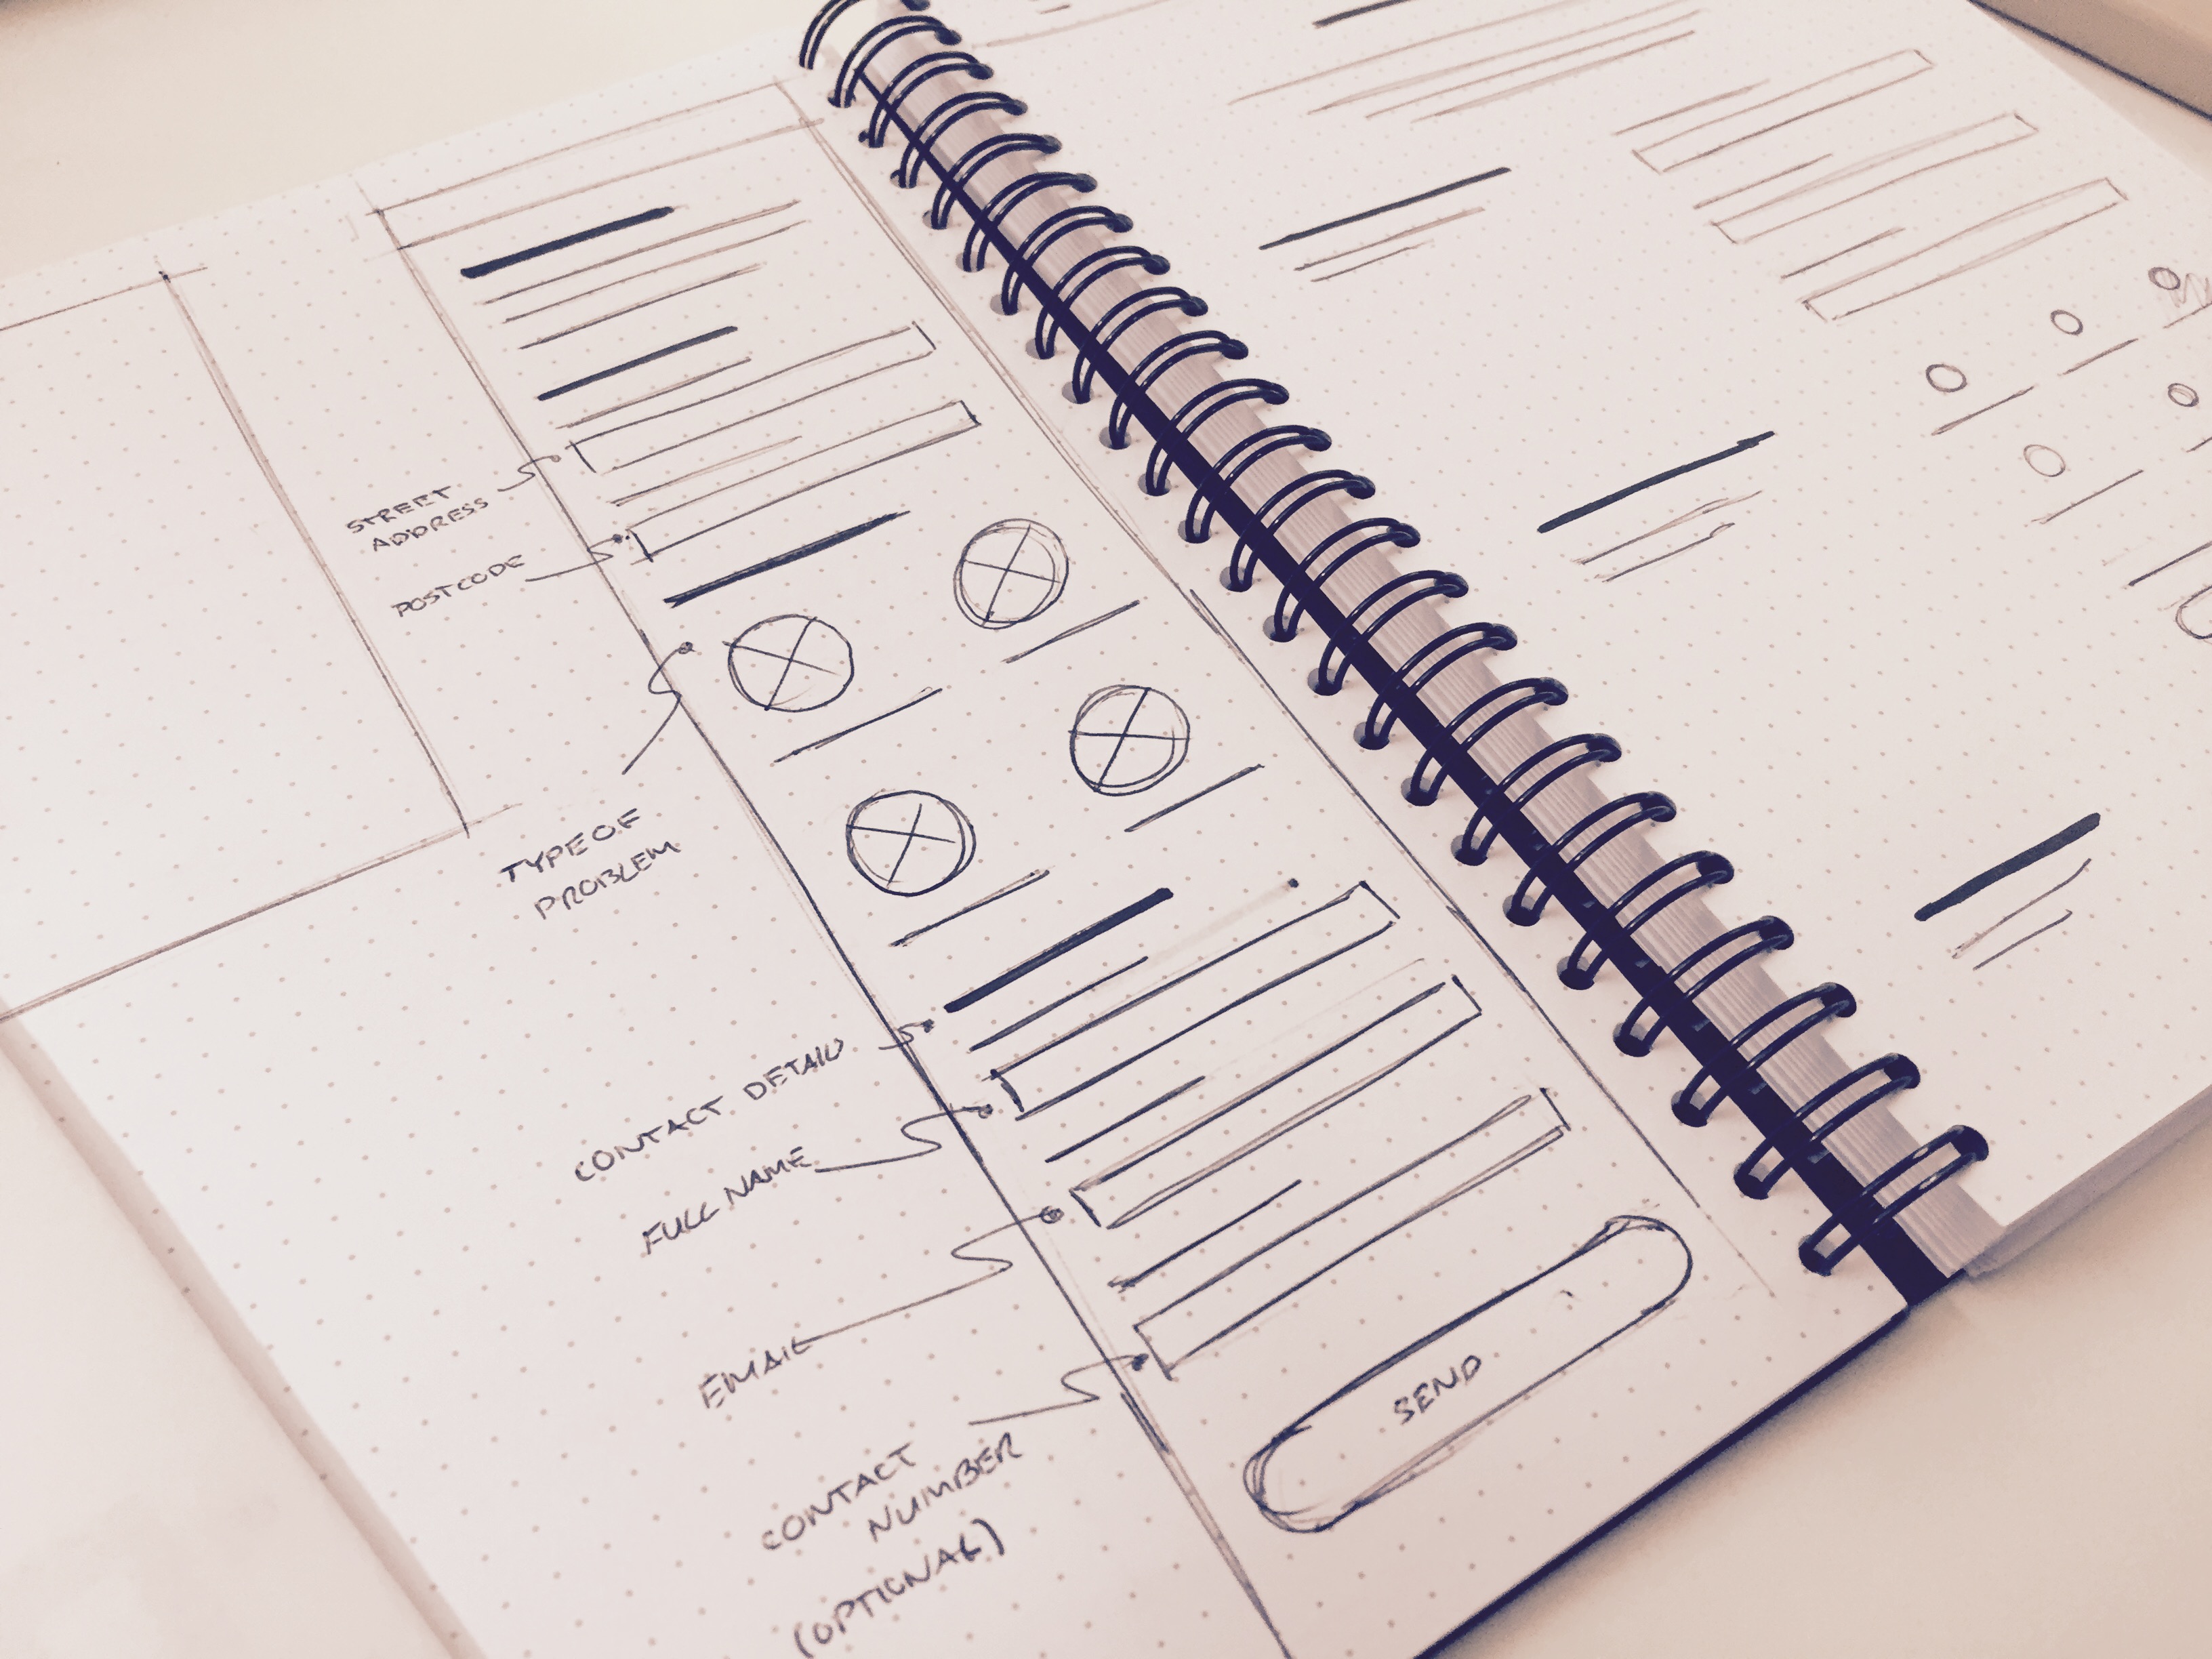 STREET
ADDRESS
POSTCODE
TYPE OF
PROBLEM
CONTACT DETAILS
FULL NAME
EMAIL
CONTACT
NUMBER
(OPTIONAL)
SEND